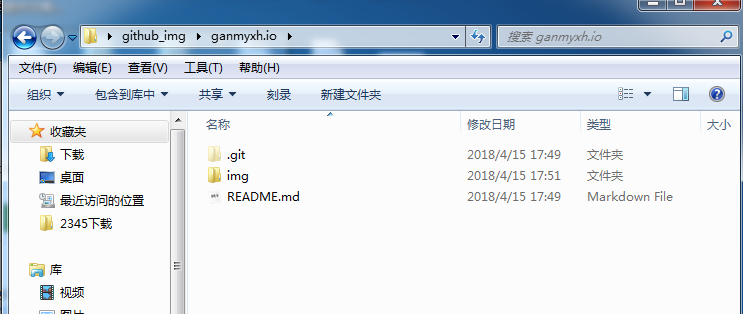 github_img ganmyxh.io 搜索 ganmyxh.io
文件(F) 编辑(E) 查看(V) 工具(T) 帮助(H)
组织 包含到库中 共享 刻录 新建文件夹
收藏夹
下载
桌面
最近访问的位置
2345下载
库
视频
图片
名称 修改日期 类型 大小
.git 2018/4/15 17:49 文件夹
img 2018/4/15 17:51 文件夹
README.md 2018/4/15 17:49 Markdown File